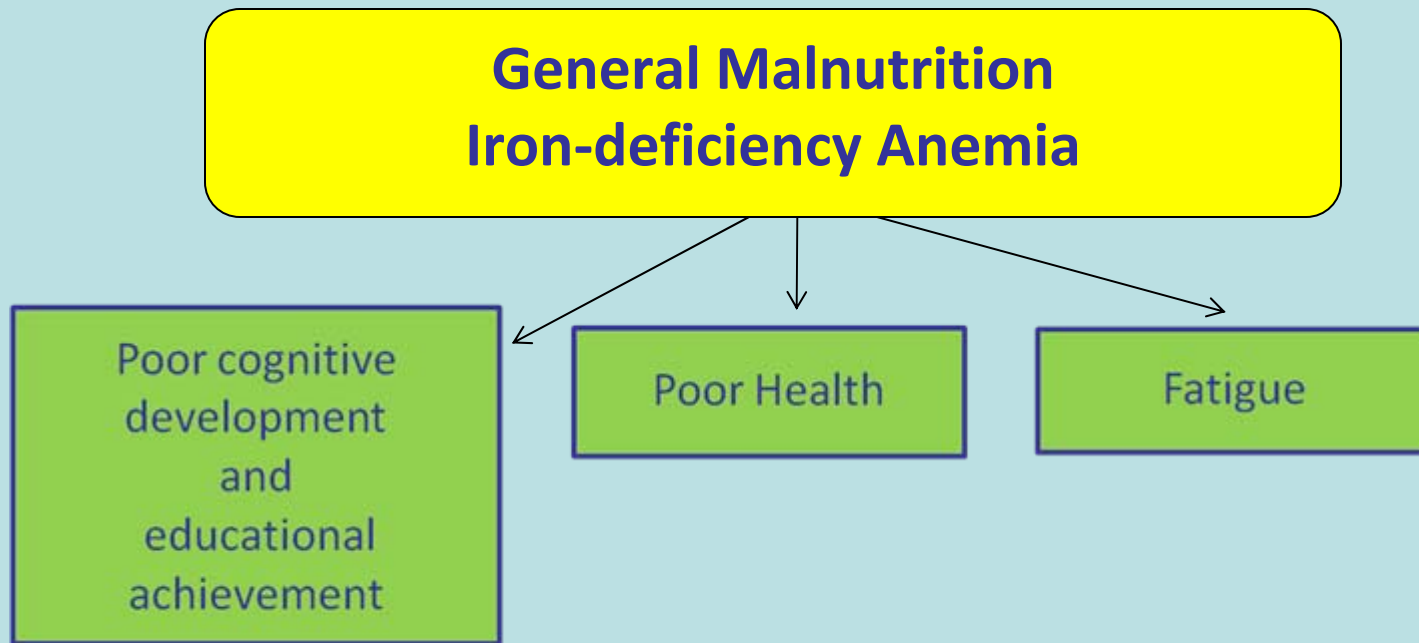 General Malnutrition
Iron-deficiency Anemia
Poor cognitive
development
and
educational
achievement
Poor Health
Fatigue